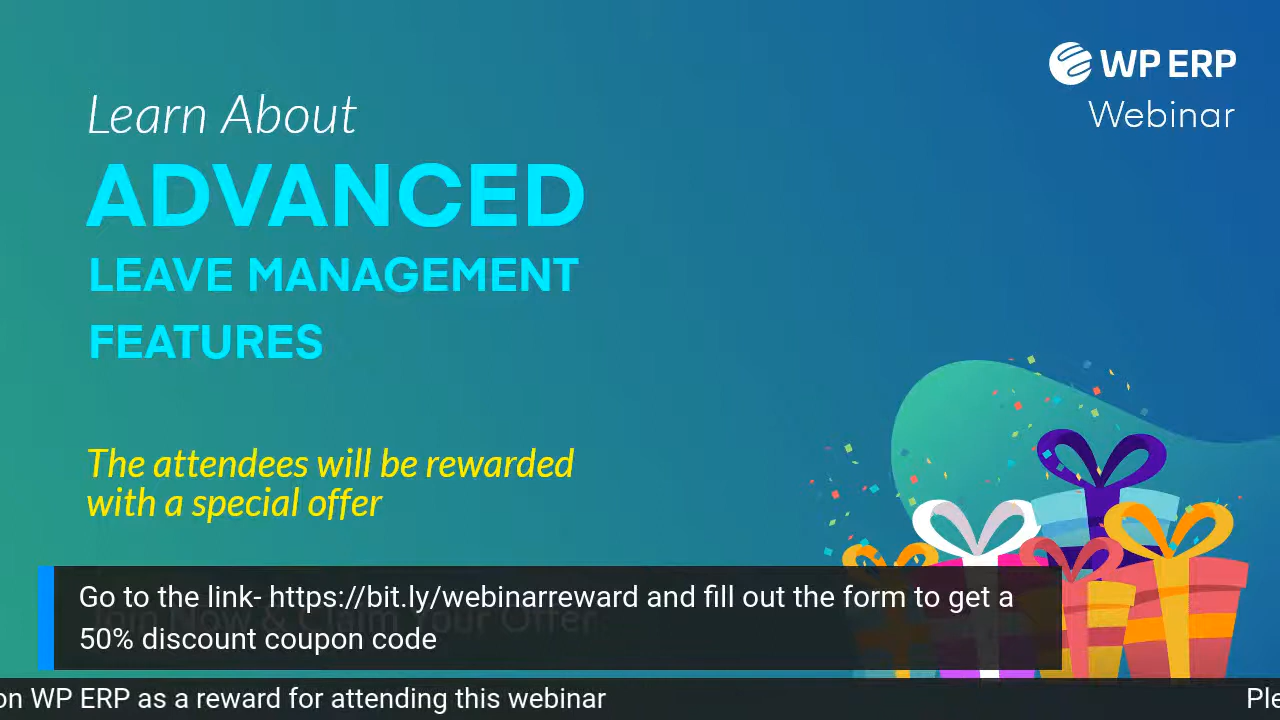 WP ERP
Webinar
Learn About
ADVANCED
LEAVE MANAGEMENT
FEATURES
The attendees will be rewarded
with a special offer
Go to the link- https://bit.ly/webinarreward and fill out the form to get a
50% discount coupon code
on WP ERP as a reward for attending this webinar
Ple